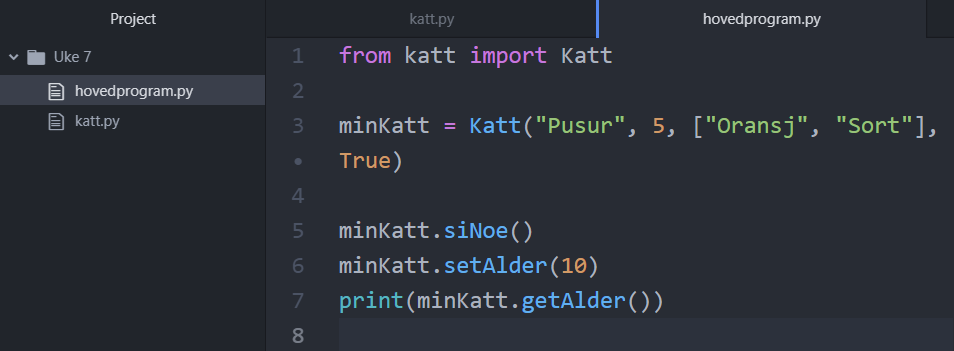 Project
katt.py
hovedprogram.py
Uke 7
hovedprogram.py
katt.py
1 from katt import Katt
2
3 minKatt = Katt("Pusur", 5, ["Oransj", "Sort"],
• True)
4
5 minKatt.siNoe()
6 minKatt.setAlder(10)
7 print(minKatt.getAlder())
8